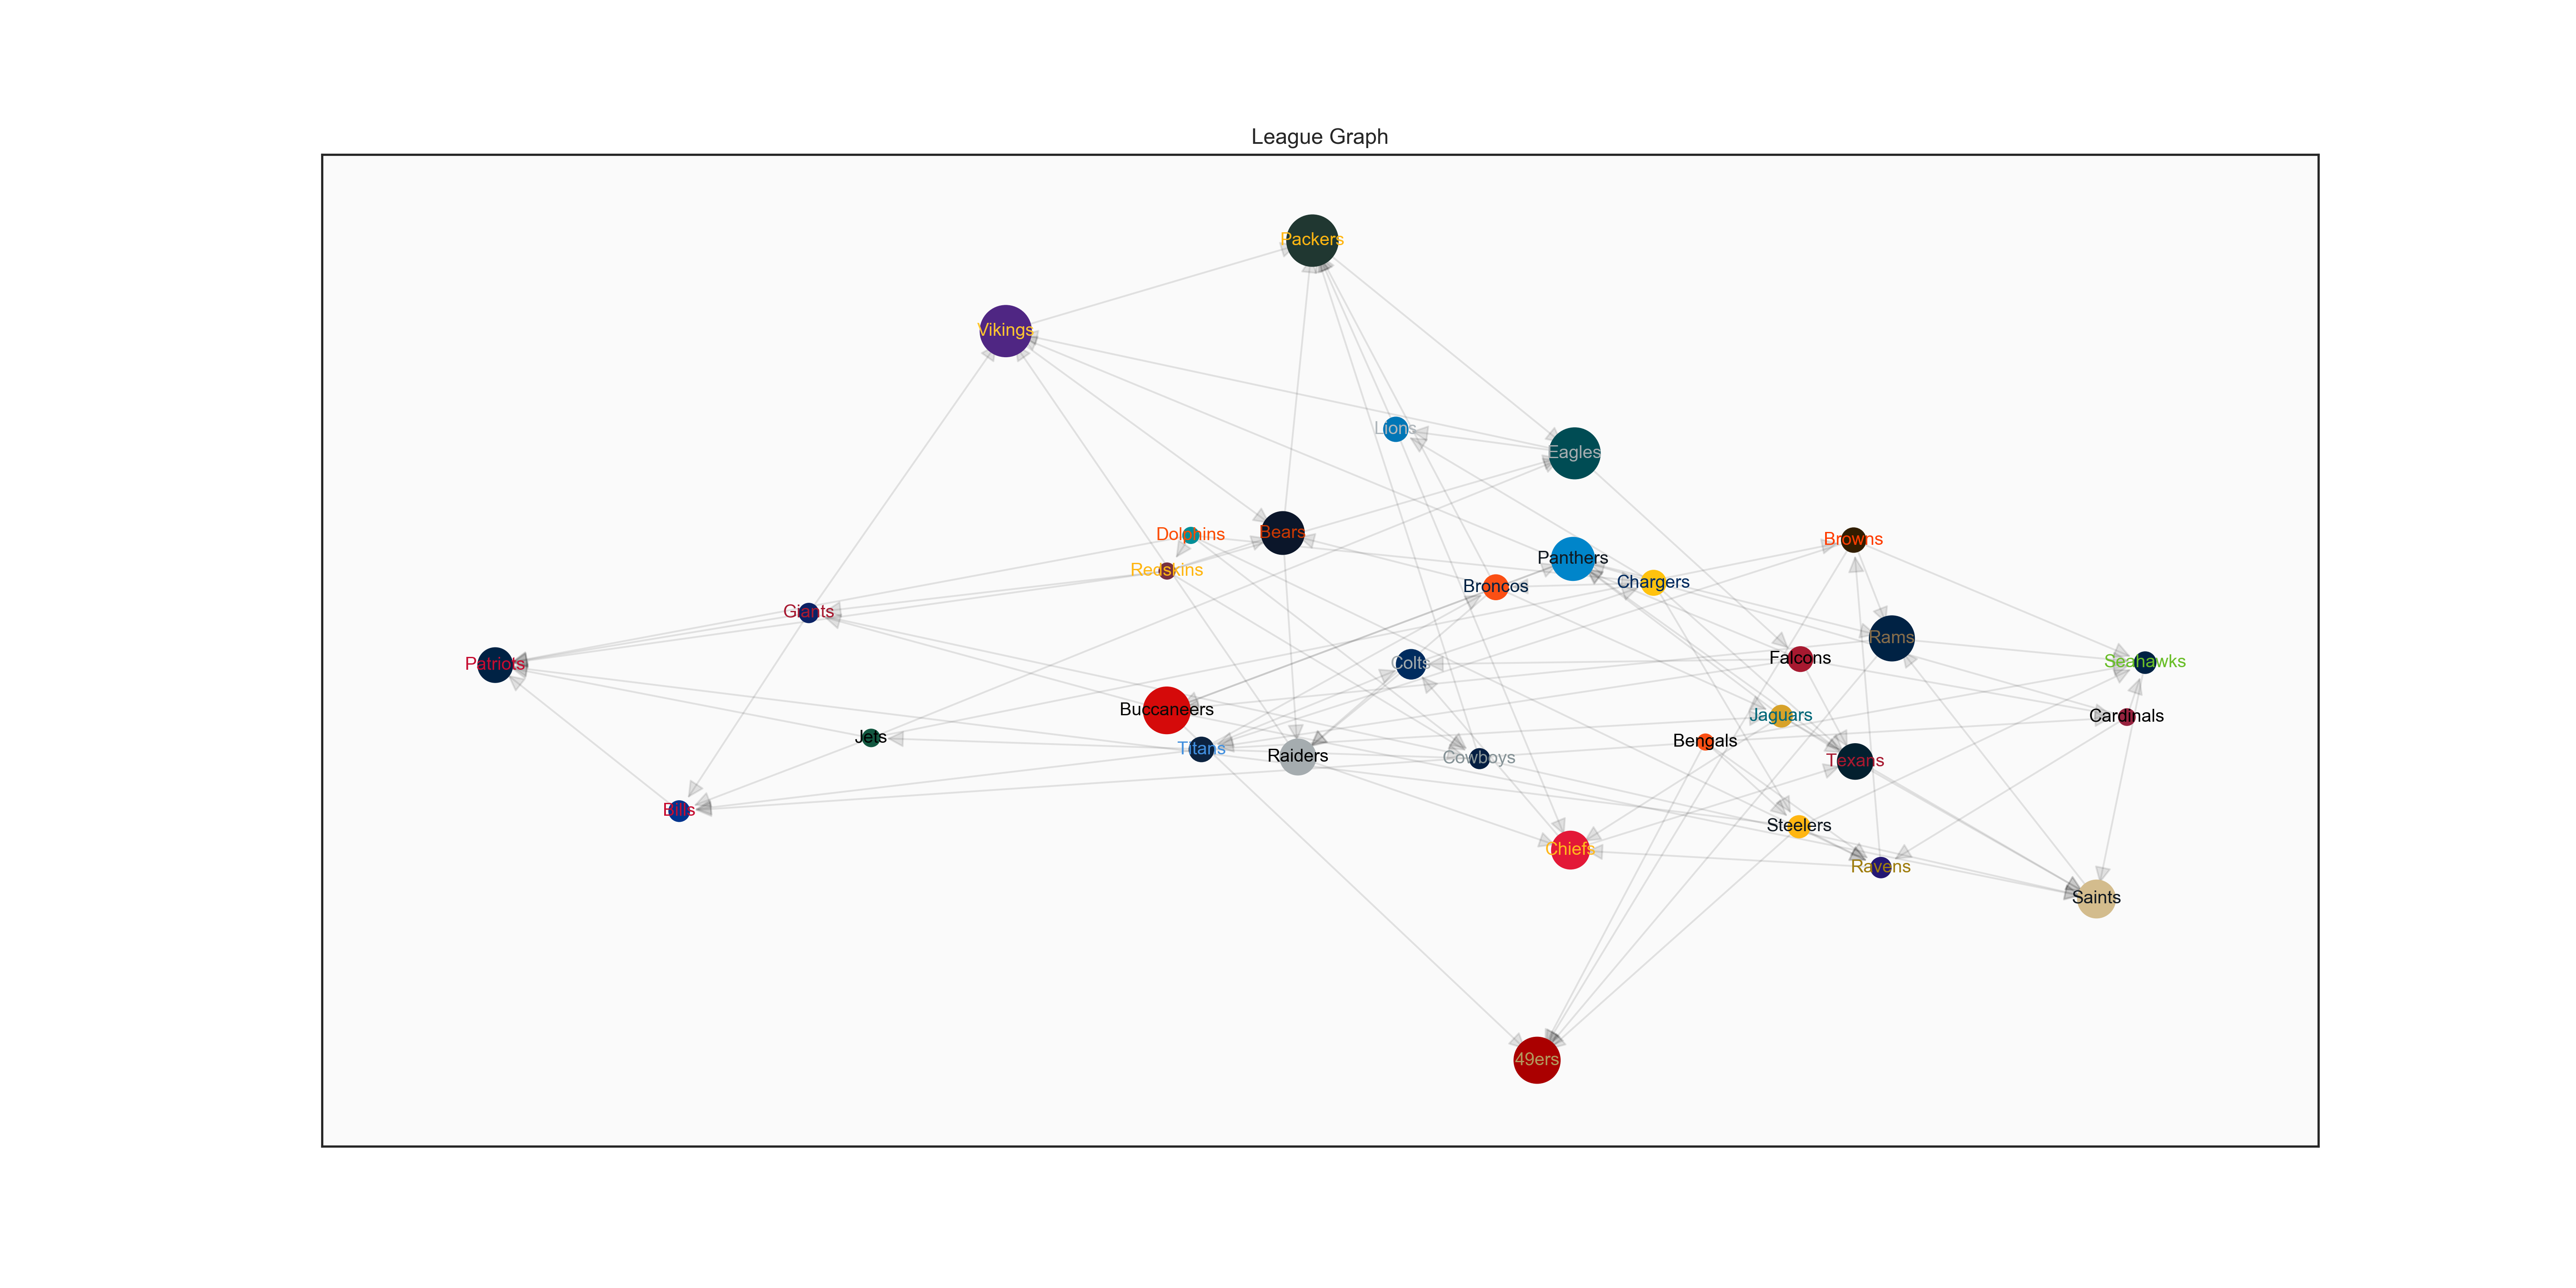 League Graph
Packers
Vikings
Lions
Eagles
Dolphins
Bears
Browns
Panthers
Redskins
Chargers
Broncos
Giants
Rams
Patriots
Colts
Falcons
Seahawks
Buccaneers
Jaguars
Cardinals
Jets
Titans
Bengals
Raiders
Cowboys
Texans
Bills
Steelers
Chiefs
Ravens
Saints
49ers